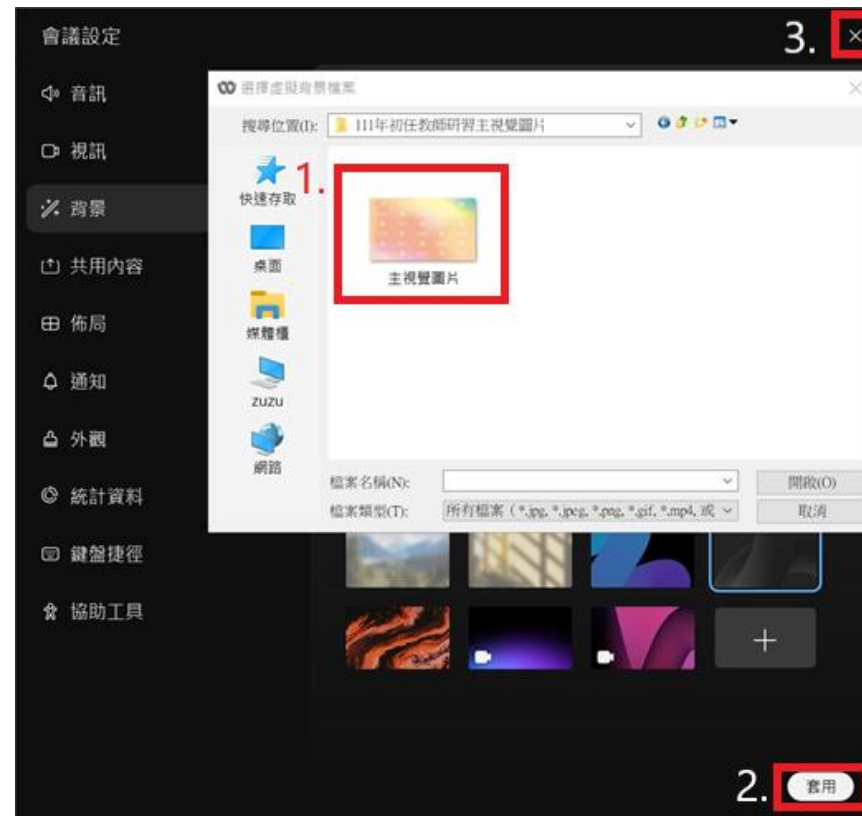 會議設定
3.
音訊
視訊
背景
共用內容
佈局
通知
外觀
統計資料
鍵盤捷徑
協助工具
選擇虛擬背景檔案
搜尋位置(I):
111年初任教師研習主視覺圖片
1.
快速存取
桌面
媒體櫃
zuzu
網路
主視覺圖片
檔案名稱(N):
開啟(O)
檔案類型(T):
所有檔案 (*.jpg, *.jpeg, *.png, *.gif, *.mp4, 或
取消
2.
套用